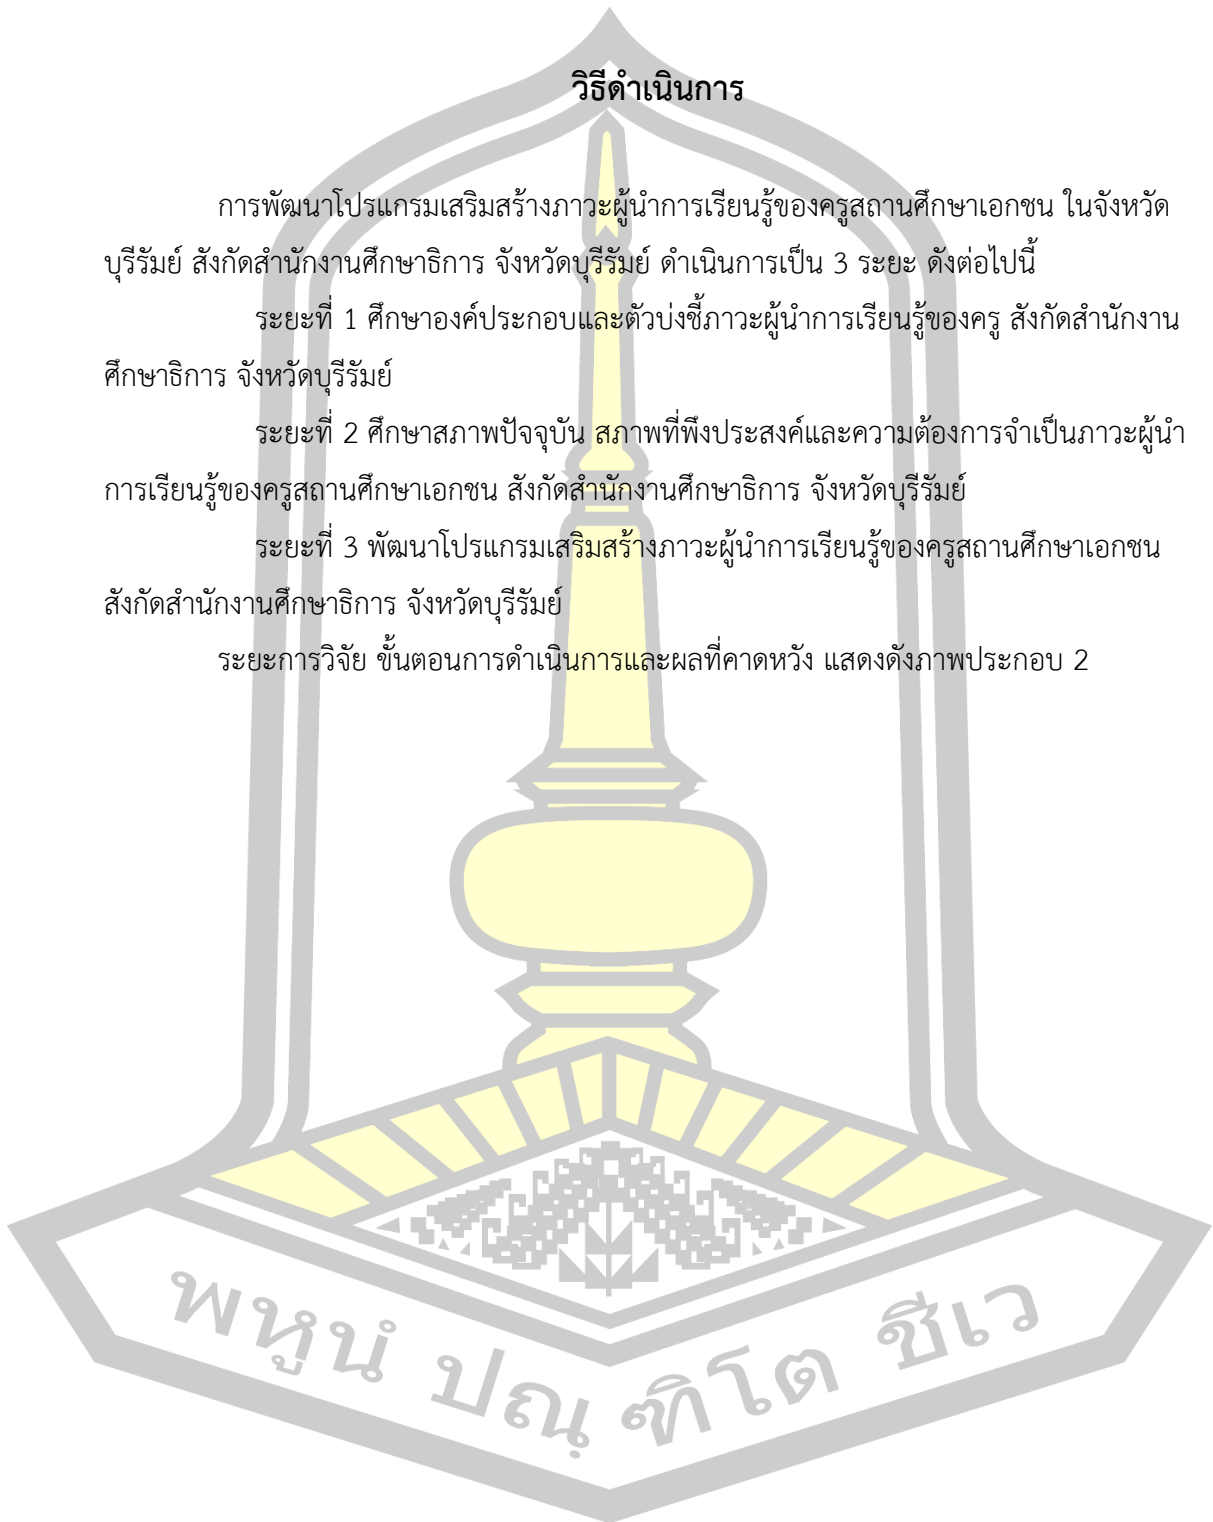 วิธีดำเนินการ
การพัฒนาโปรแกรมเสริมสร้างภาวะผู้นำการเรียนรู้ของครูสถานศึกษาเอกชน ในจังหวัด
บุรีรัมย์ สังกัดสำนักงานศึกษาธิการ จังหวัดบุรีรัมย์ ดำเนินการเป็น 3 ระยะ ดังต่อไปนี้
ระยะที่ 1 ศึกษาองค์ประกอบและตัวบ่งชี้ภาวะผู้นำการเรียนรู้ของครู สังกัดสำนักงาน
ศึกษาธิการ จังหวัดบุรีรัมย์
ระยะที่ 2 ศึกษาสภาพปัจจุบัน สภาพที่พึงประสงค์และความต้องการจำเป็นภาวะผู้นำ
การเรียนรู้ของครูสถานศึกษาเอกชน สังกัดสำนักงานศึกษาธิการ จังหวัดบุรีรัมย์
ระยะที่ 3 พัฒนาโปรแกรมเสริมสร้างภาวะผู้นำการเรียนรู้ของครูสถานศึกษาเอกชน
สังกัดสำนักงานศึกษาธิการ จังหวัดบุรีรัมย์
ระยะการวิจัย ขั้นตอนการดำเนินการและผลที่คาดหวัง แสดงดังภาพประกอบ 2
พหูนํ ปณฺ ฑิโต ชีเว